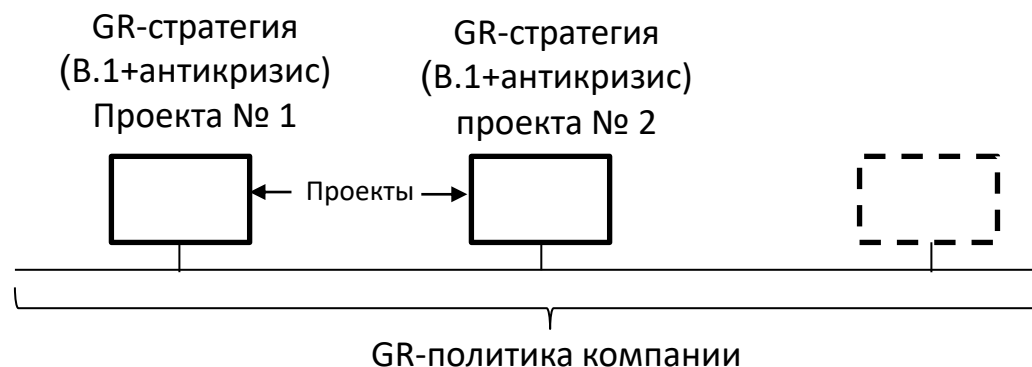 GR-стратегия
(В.1+антикризис)
Проекта № 1
GR-стратегия
(В.1+антикризис)
проекта № 2
Проекты
GR-политика компании